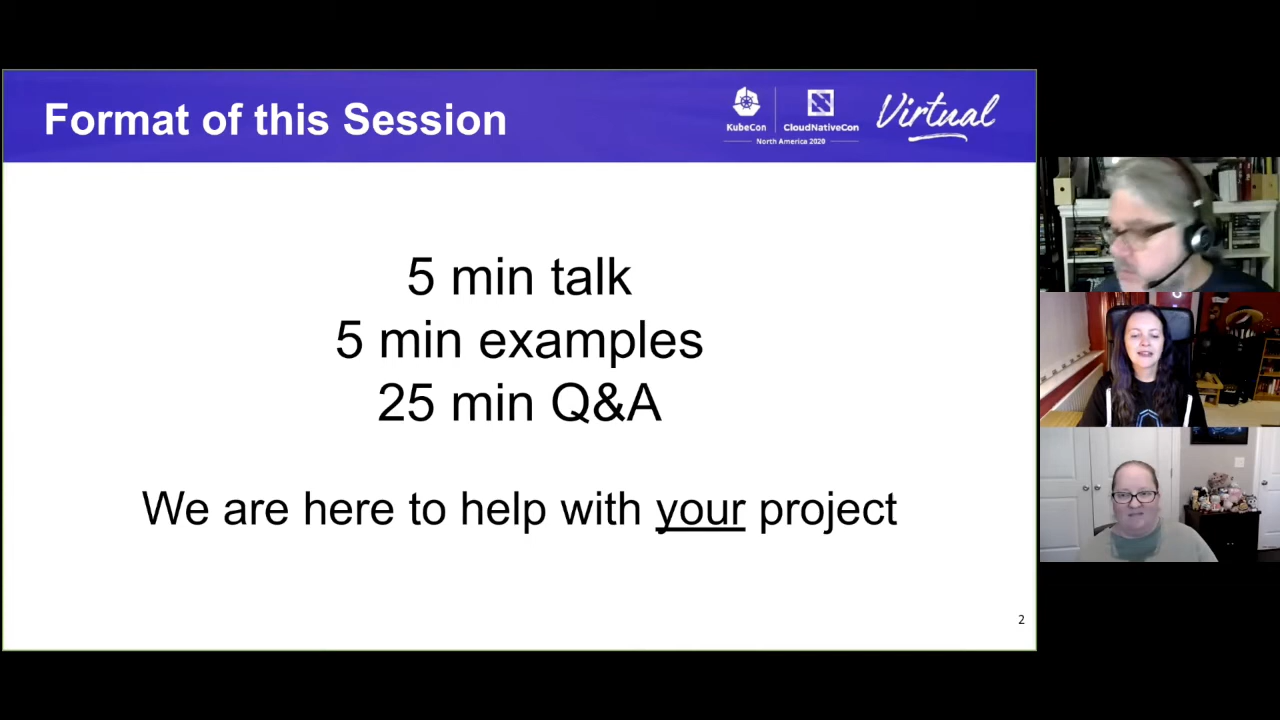 Format of this Session
KubeCon
CloudNativeCon
North America 2020
Virtual
5 min talk
5 min examples
25 min Q&A
We are here to help with your project
2